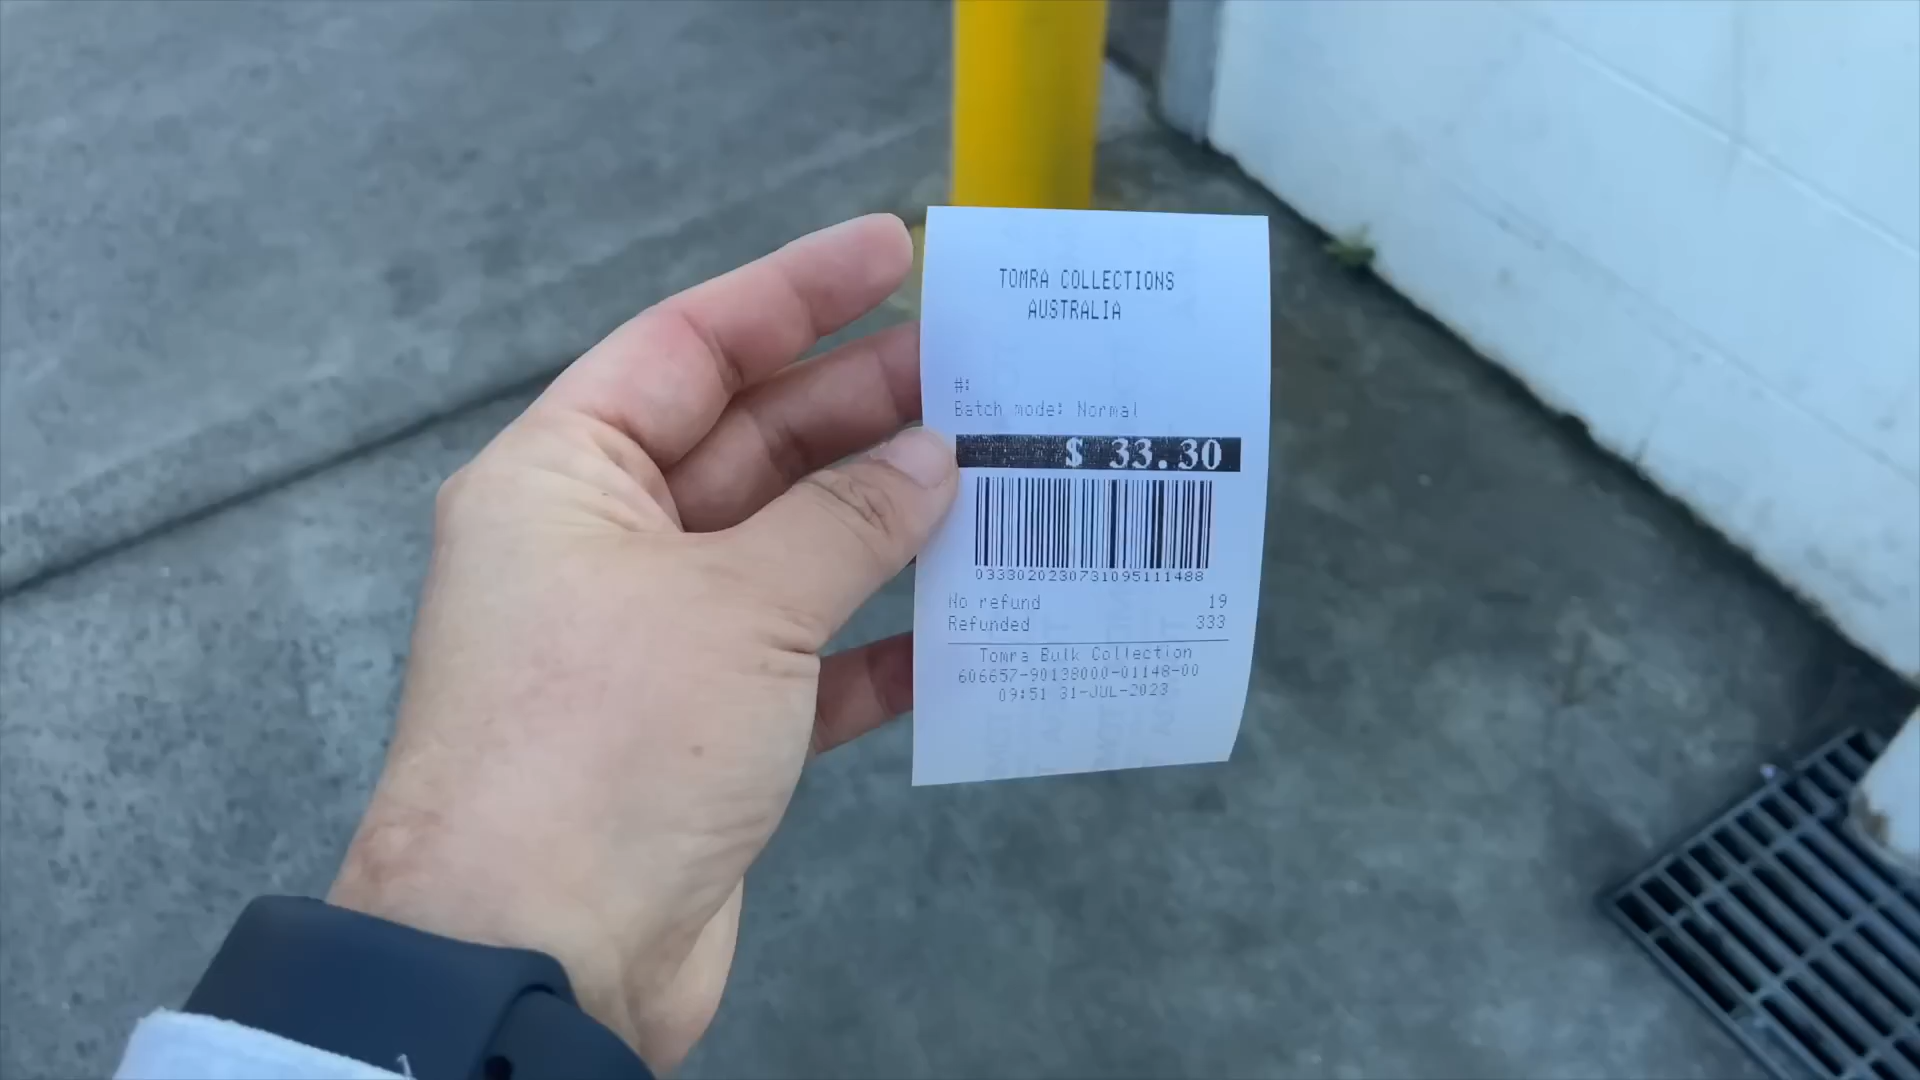 TOMRA COLLECTIONS
AUSTRALIA
#:
Batch mode: Normal
$ 33.30
0333020230731095111488
No refund 19
Refunded 333
Tomra Bulk Collection
606657-90138000-01148-00
09:51 31-JUL-2023